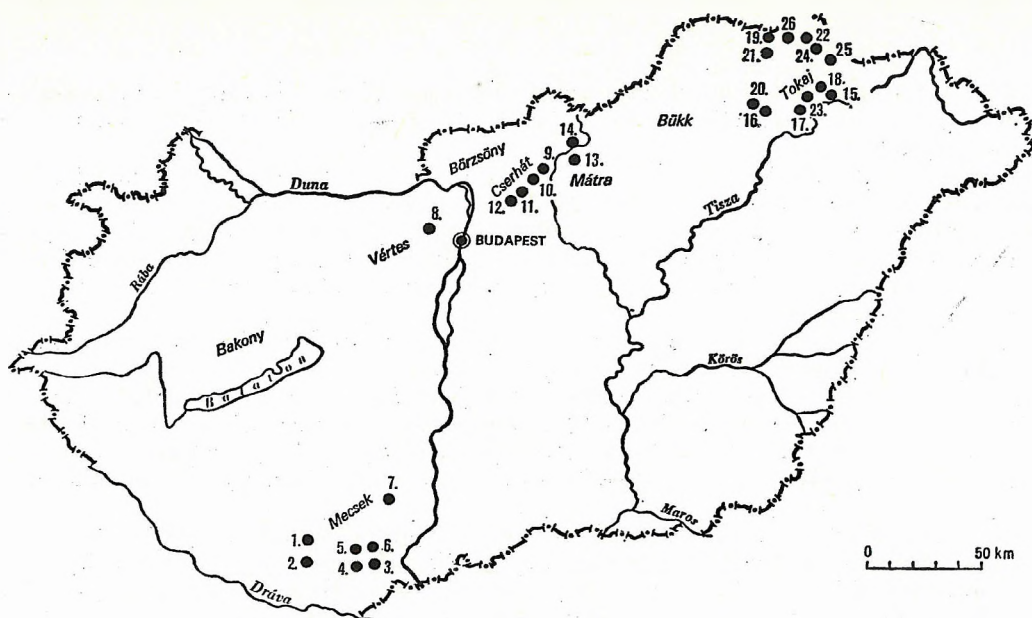 19.
26
22
21.
24.
25
20.
16.
Tokaj
18.
15.
23.
17.
Bükk
14.
Börzsöny
9.
13.
Cserhát
10.
Mátra
12.
11.
Duna
8.
Tisza
Vértes
BUDAPEST
Rába
Bakony
Balaton
Körös
7.
Mecsek
1.
5.
6.
2.
4.
3.
Maros
Dráva
0 50 km